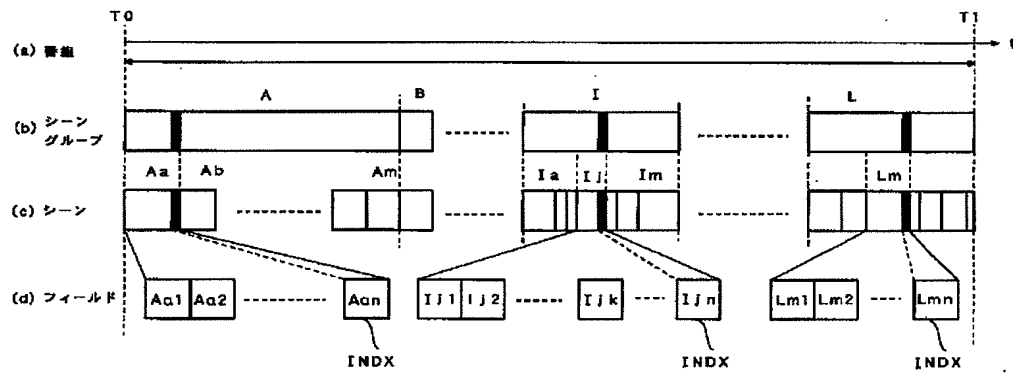 T0 T1
(a) 番組 t
A B I L
(b) シーン
グループ
Aa Ab Am Ia Ij Im Lm
(c) シーン
(d) フィールド Aa1 Aa2 Aan Ij1 Ij2 Ijk Ijn Lm1 Lm2 Lmn
INDX INDX INDX